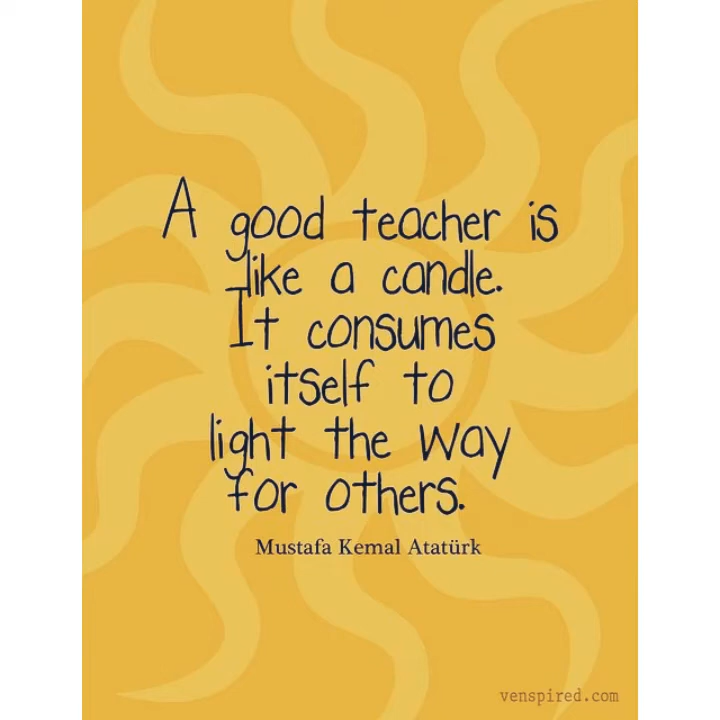 A good teacher is
like a candle.
It consumes
itself to
light the way
for others.
Mustafa Kemal Atatürk
venspired.com